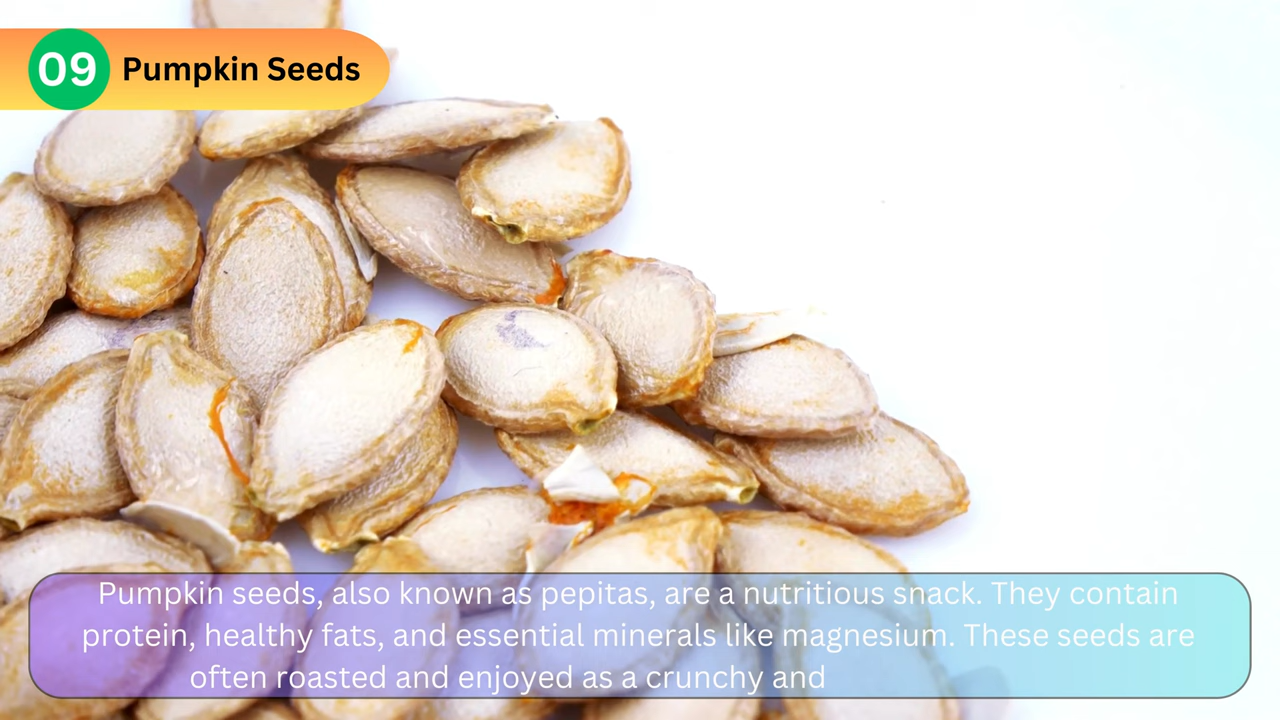 09 Pumpkin Seeds
Pumpkin seeds, also known as pepitas, are a nutritious snack. They contain
protein, healthy fats, and essential minerals like magnesium. These seeds are
often roasted and enjoyed as a crunchy and